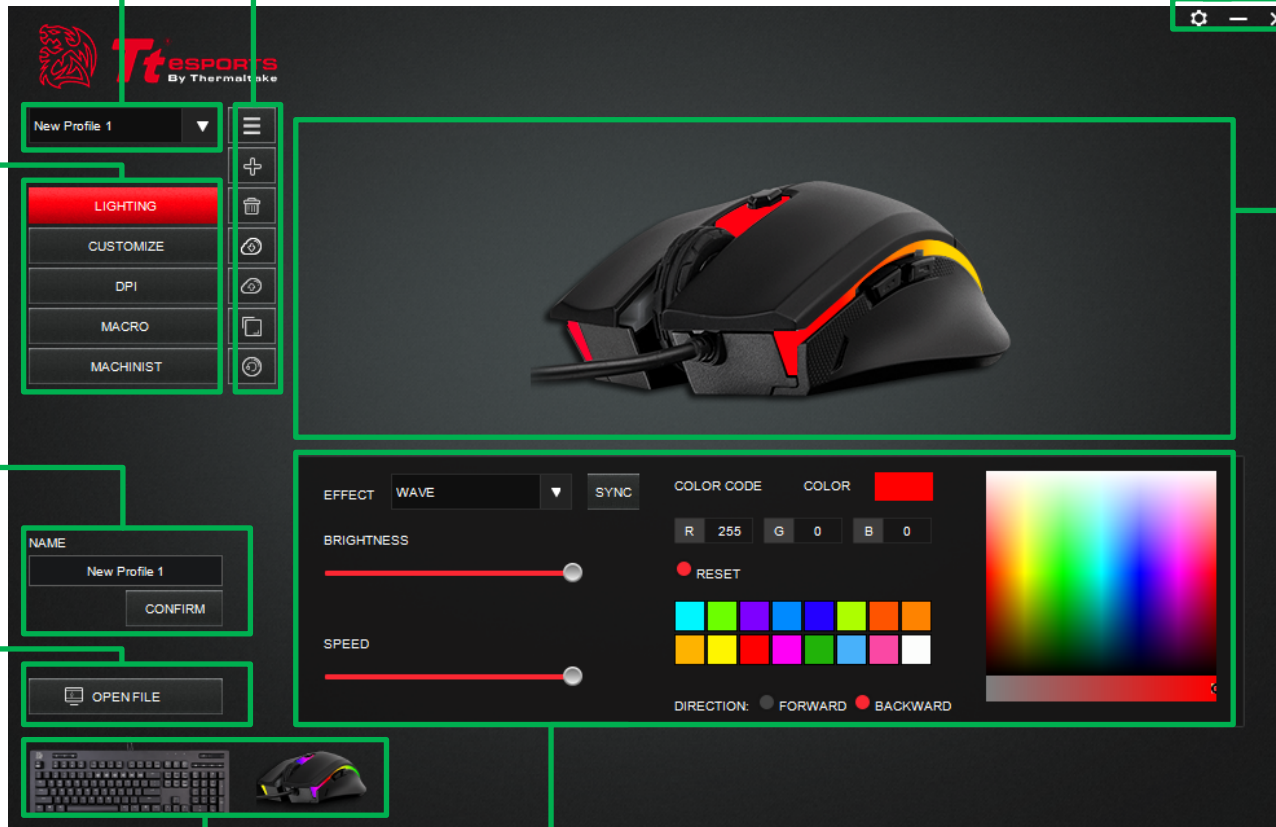 Tt ESPORTS
By Thermaltake
New Profile 1
LIGHTING
CUSTOMIZE
DPI
MACRO
MACHINIST
NAME
New Profile 1
CONFIRM
OPEN FILE
EFFECT WAVE SYNC
BRIGHTNESS
SPEED
COLOR CODE COLOR
R 255 G 0 B 0
RESET
DIRECTION: FORWARD BACKWARD